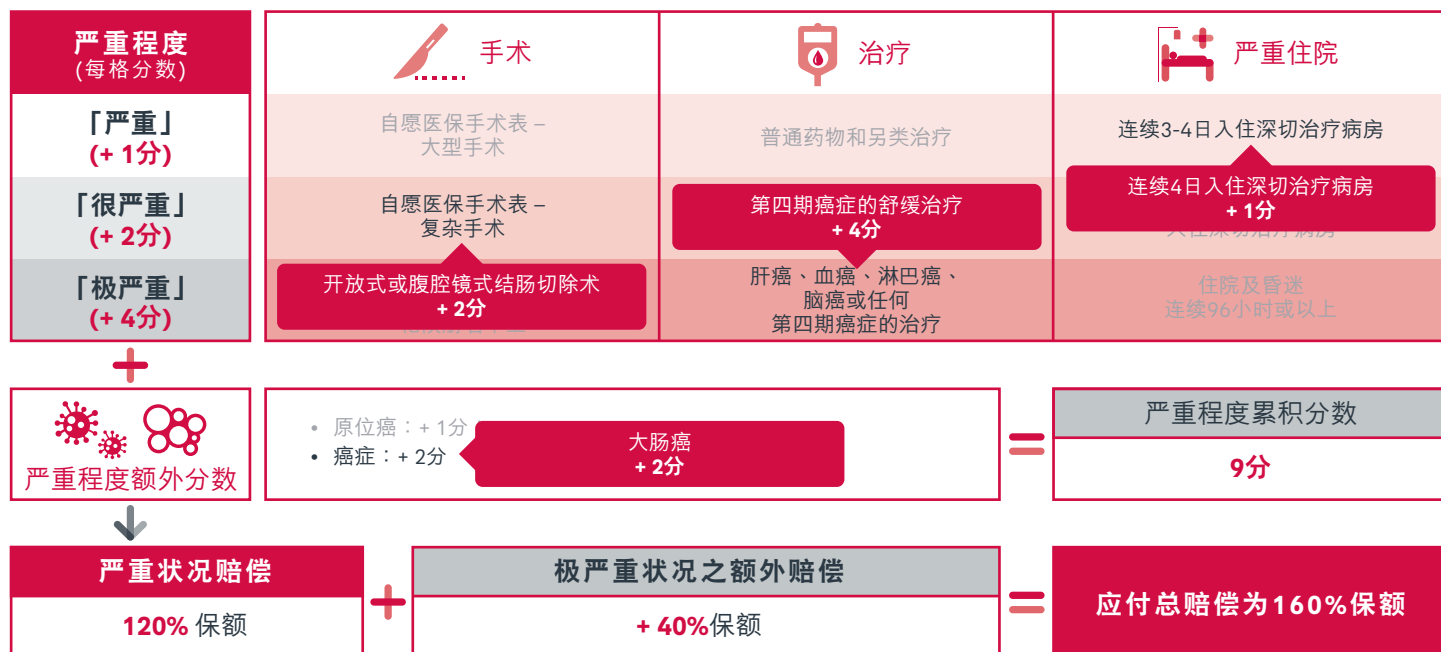 严重程度
(每格分数)
手术
治疗
严重住院
「严重」
(+ 1分)
自愿医保手术表 –
大型手术
普通药物和另类治疗
连续3-4日入住深切治疗病房
「很严重」
(+ 2分)
自愿医保手术表 –
复杂手术
第四期癌症的舒缓治疗
+ 4分
连续4日入住深切治疗病房
+ 1分
「极严重」
(+ 4分)
开放式或腹腔镜式结肠切除术
+ 2分
肝癌、血癌、淋巴癌、
脑癌或任何
第四期癌症的治疗
住院及昏迷
连续96小时或以上
+
严重程度额外分数
• 原位癌：+ 1分
• 癌症：+ 2分
大肠癌
+ 2分
=
严重程度累积分数
9分
严重状况赔偿
120% 保额
+
极严重状况之额外赔偿
+ 40%保额
=
应付总赔偿为160%保额